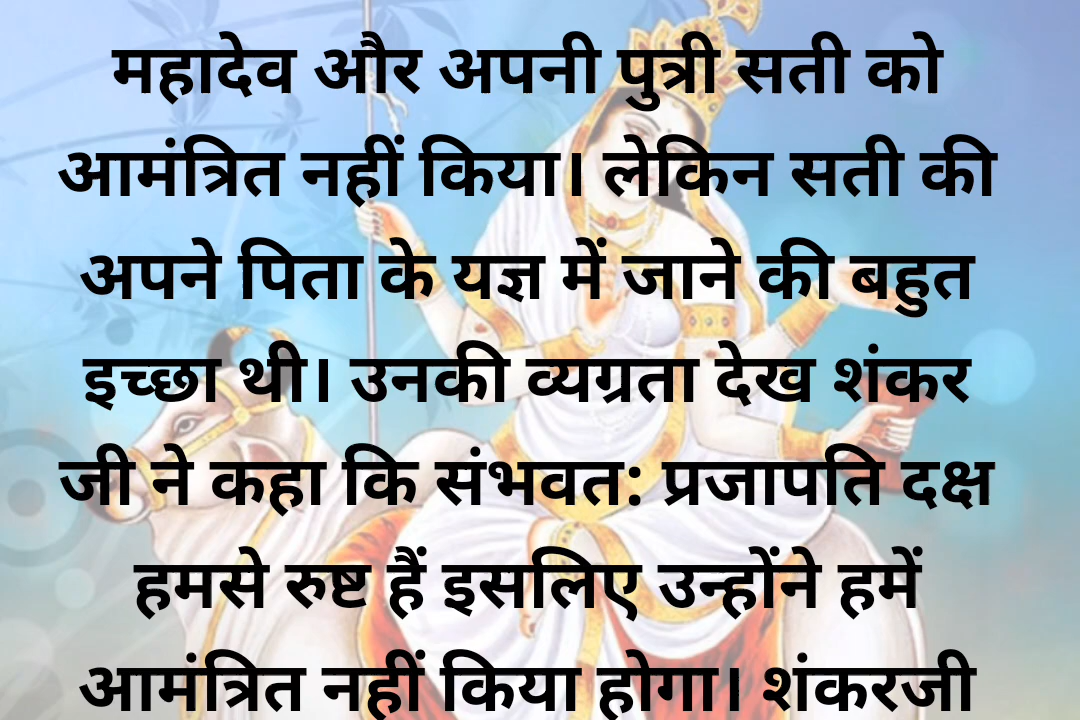 महादेव और अपनी पुत्री सती को
आमंत्रित नहीं किया। लेकिन सती की
अपने पिता के यज्ञ में जाने की बहुत
इच्छा थी। उनकी व्यग्रता देख शंकर
जी ने कहा कि संभवत: प्रजापति दक्ष
हमसे रुष्ट हैं इसलिए उन्होंने हमें
आमंत्रित नहीं किया होगा। शंकरजी